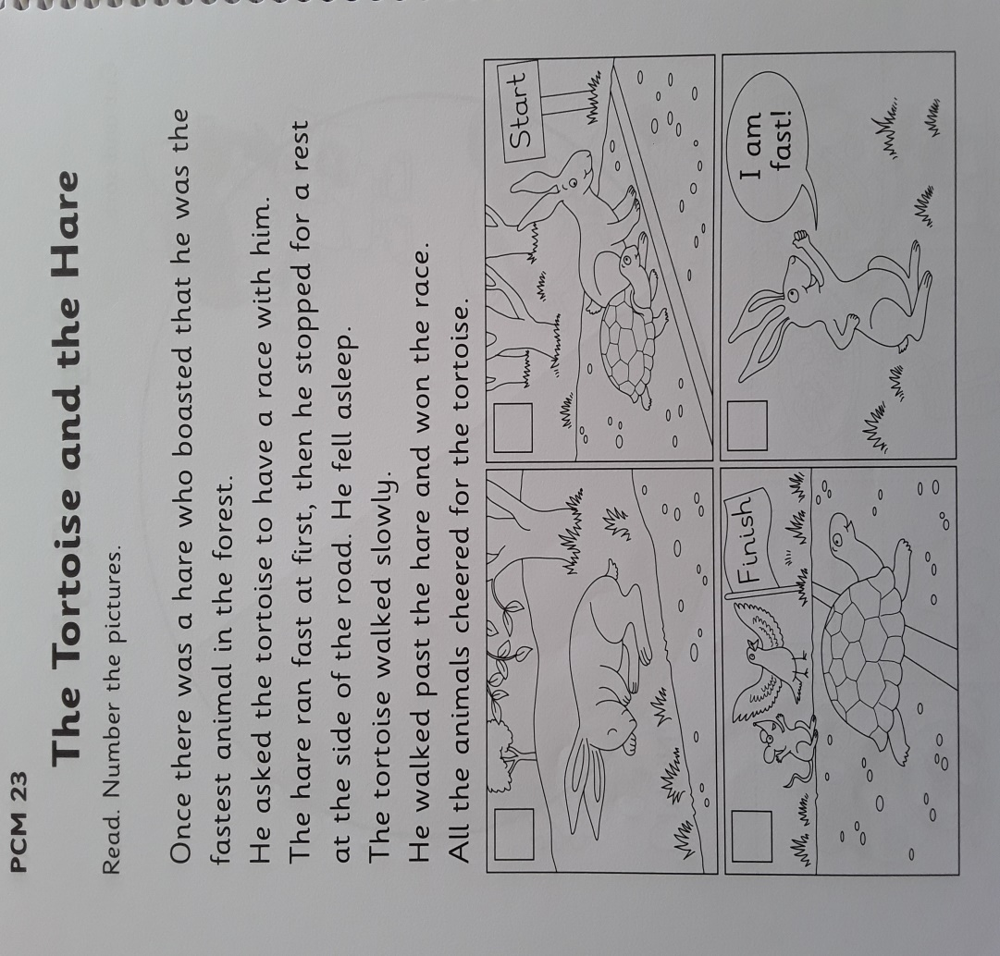 PCM 23
The Tortoise and the Hare
Read. Number the pictures.
Once there was a hare who boasted that he was the
fastest animal in the forest.
He asked the tortoise to have a race with him.
The hare ran fast at first, then he stopped for a rest
at the side of the road. He fell asleep.
The tortoise walked slowly.
He walked past the hare and won the race.
All the animals cheered for the tortoise.
Start
Finish
I am
fast!